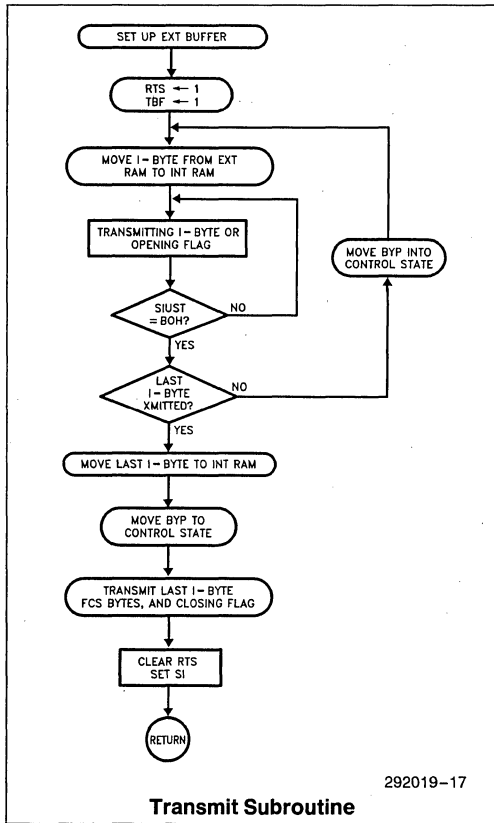 SET UP EXT BUFFER
RTS ← 1
TBF ← 1
MOVE I-BYTE FROM EXT
RAM TO INT RAM
TRANSMITTING I-BYTE OR
OPENING FLAG
MOVE BYP INTO
CONTROL STATE
SIUST
= BOH?
NO
YES
LAST
I-BYTE
XMITTED?
NO
YES
MOVE LAST I-BYTE TO INT RAM
MOVE BYP TO
CONTROL STATE
TRANSMIT LAST I-BYTE
FCS BYTES, AND CLOSING FLAG
CLEAR RTS
SET SI
RETURN
292019-17
Transmit Subroutine